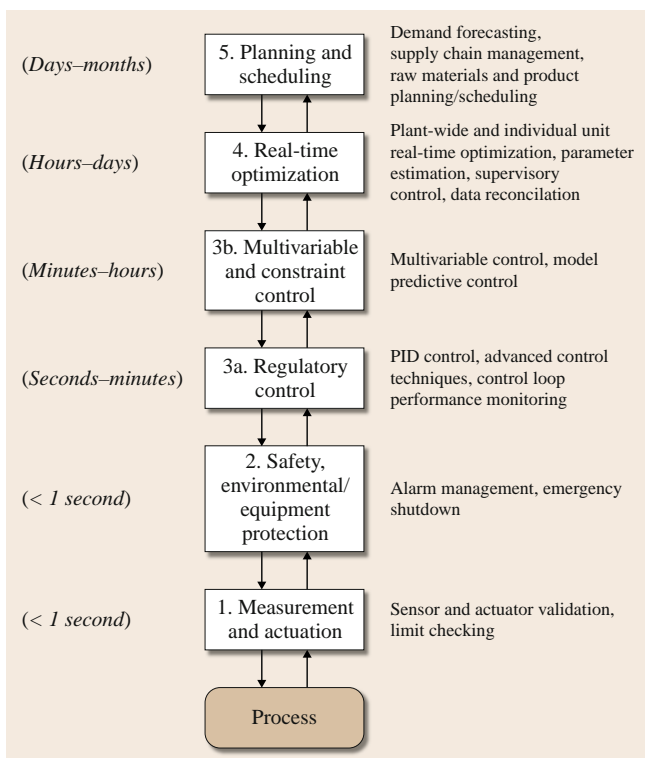 (Days–months)
5. Planning and
scheduling
Demand forecasting,
supply chain management,
raw materials and product
planning/scheduling
(Hours–days)
4. Real-time
optimization
Plant-wide and individual unit
real-time optimization, parameter
estimation, supervisory
control, data reconcilation
(Minutes–hours)
3b. Multivariable
and constraint
control
Multivariable control, model
predictive control
(Seconds–minutes)
3a. Regulatory
control
PID control, advanced control
techniques, control loop
performance monitoring
(< 1 second)
2. Safety,
environmental/
equipment
protection
Alarm management, emergency
shutdown
(< 1 second)
1. Measurement
and actuation
Sensor and actuator validation,
limit checking
Process